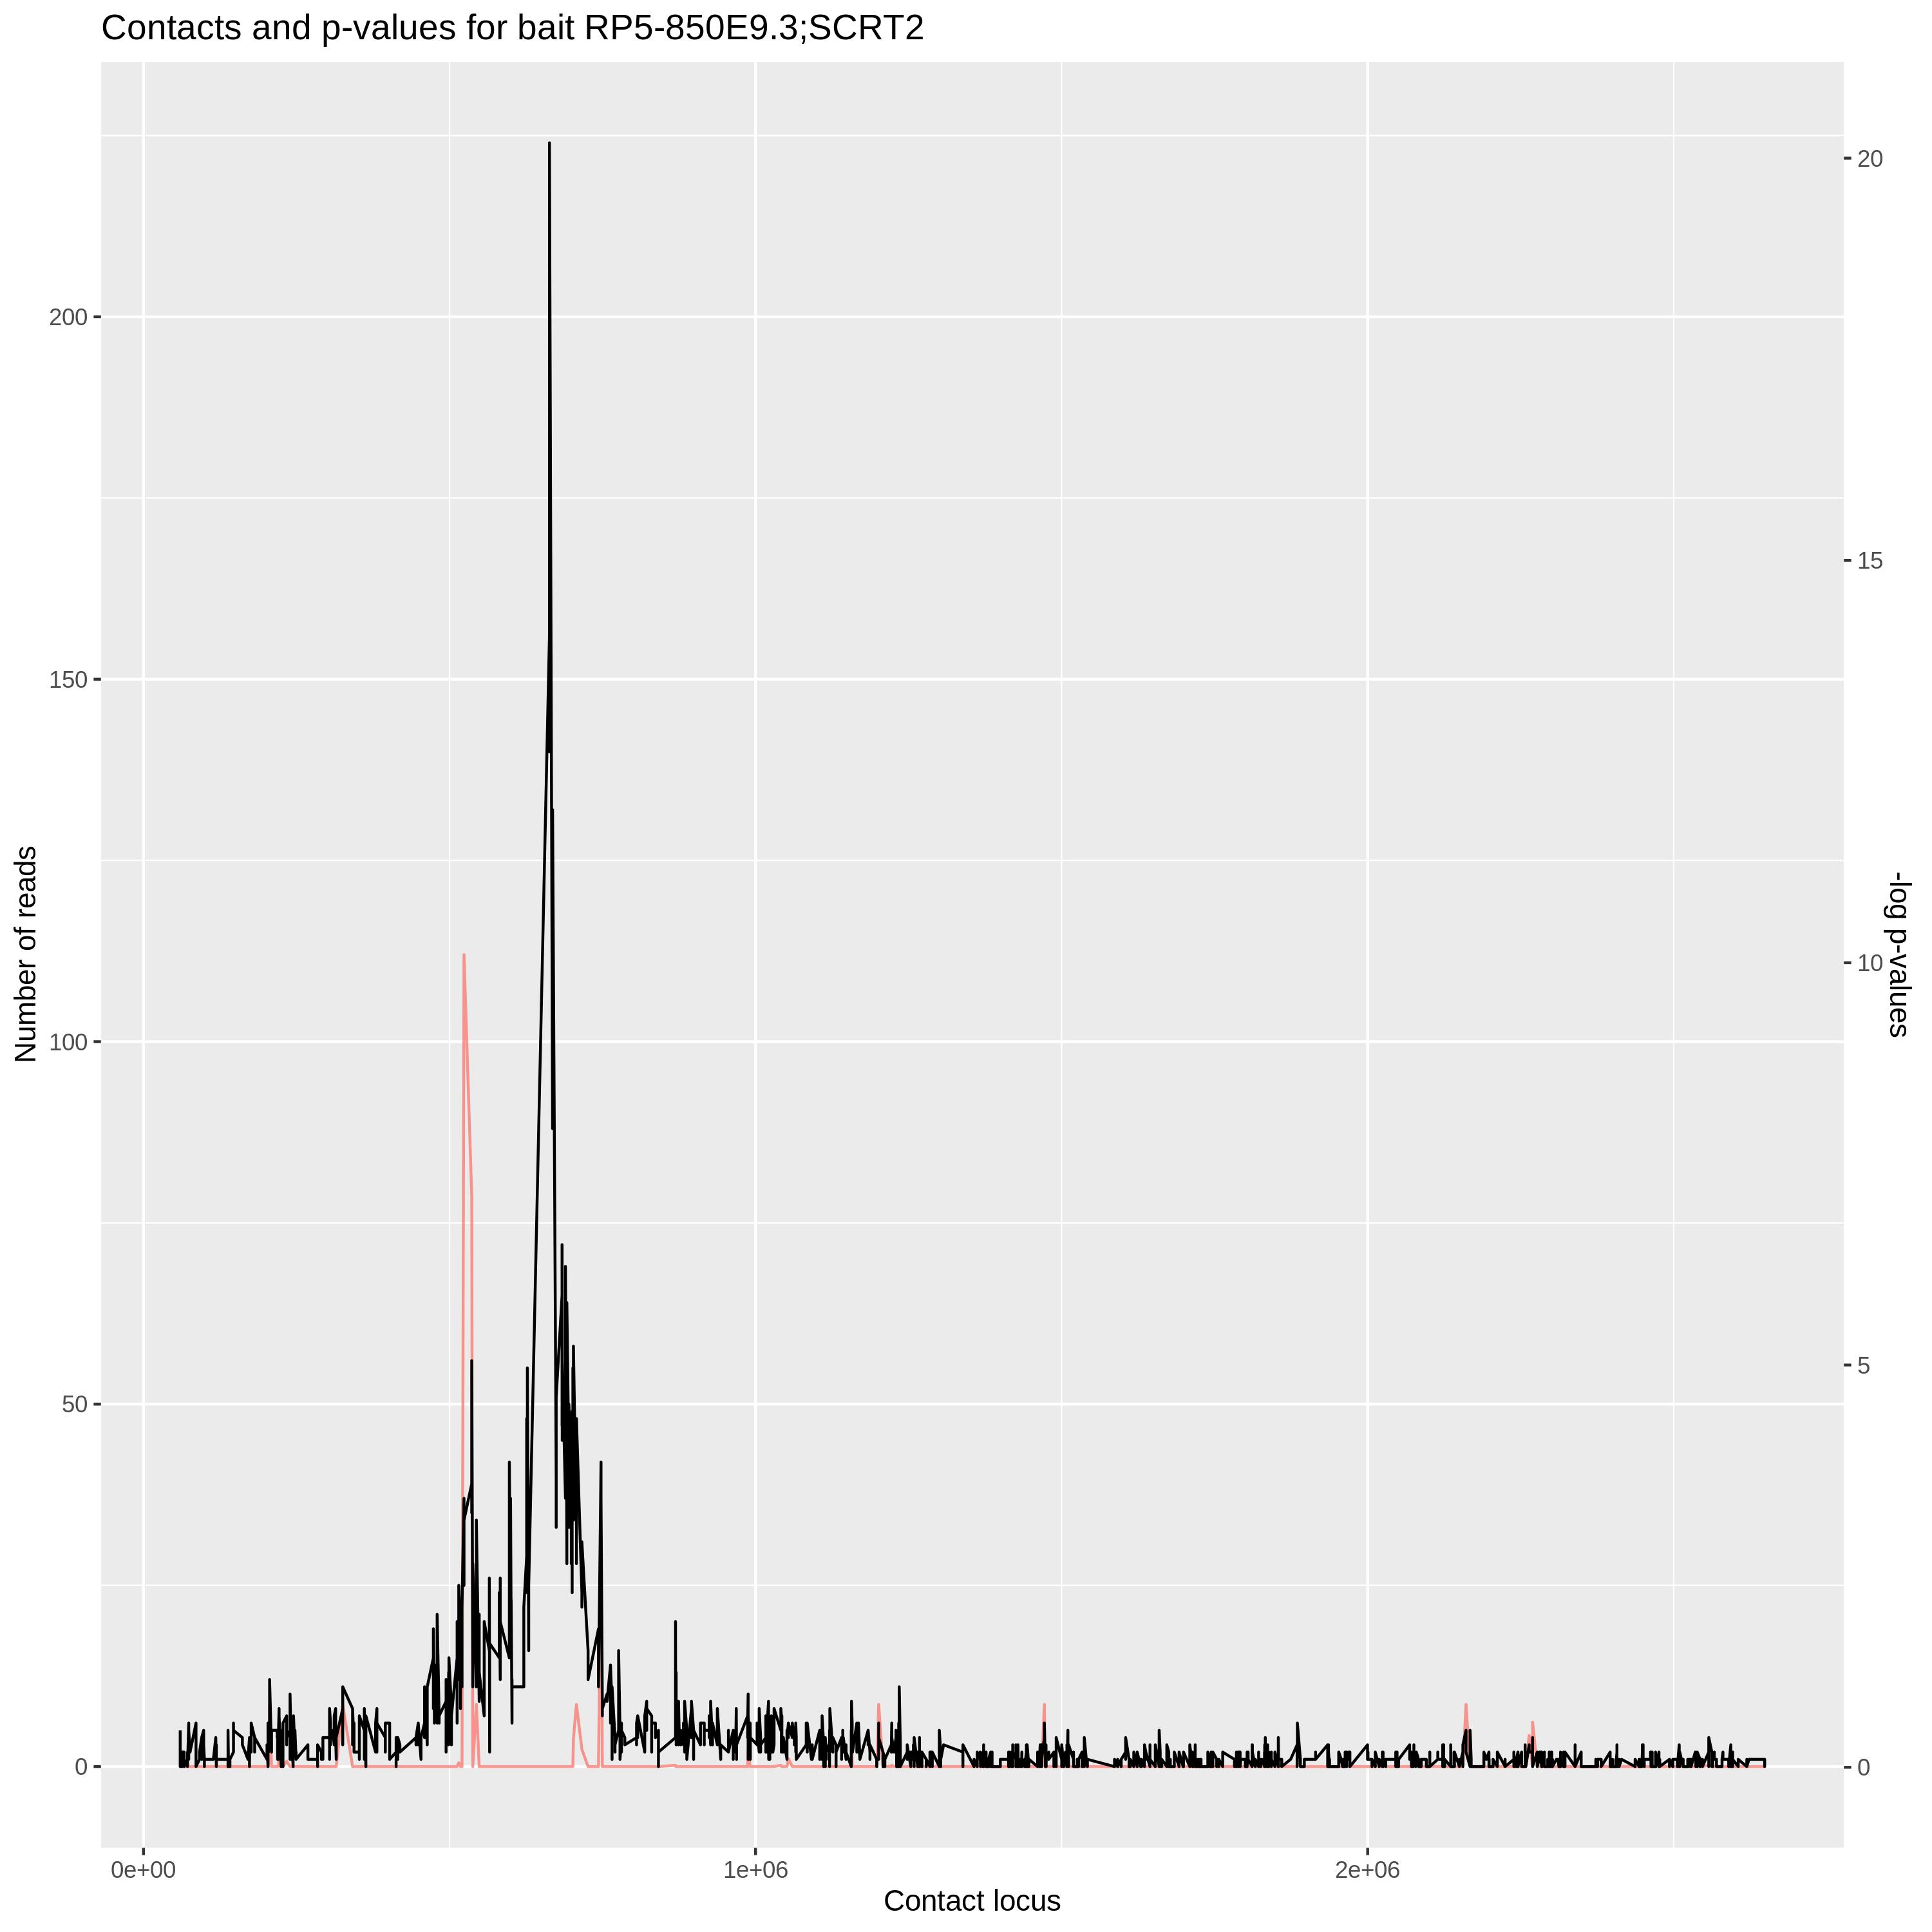 Contacts and p-values for bait RP5-850E9.3;SCRT2
Number of reads
200
150
100
50
0
20
15
10
5
0
-log p-values
0e+00
1e+06
2e+06
Contact locus